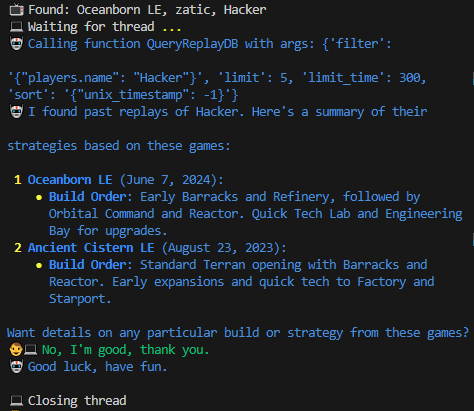 📺 Found: Oceanborn LE, zatic, Hacker
💻 Waiting for thread ...
🤖 Calling function QueryReplayDB with args: {'filter':
'{"players.name": "Hacker"}', 'limit': 5, 'limit_time': 300,
'sort': '{"unix_timestamp": -1}'}
🤖 I found past replays of Hacker. Here's a summary of their
strategies based on these games:
1 Oceanborn LE (June 7, 2024):
• Build Order: Early Barracks and Refinery, followed by
Orbital Command and Reactor. Quick Tech Lab and Engineering
Bay for upgrades.
2 Ancient Cistern LE (August 23, 2023):
• Build Order: Standard Terran opening with Barracks and
Reactor. Early expansions and quick tech to Factory and
Starport.
Want details on any particular build or strategy from these games?
🧑💻 No, I'm good, thank you.
🤖 Good luck, have fun.
💻 Closing thread